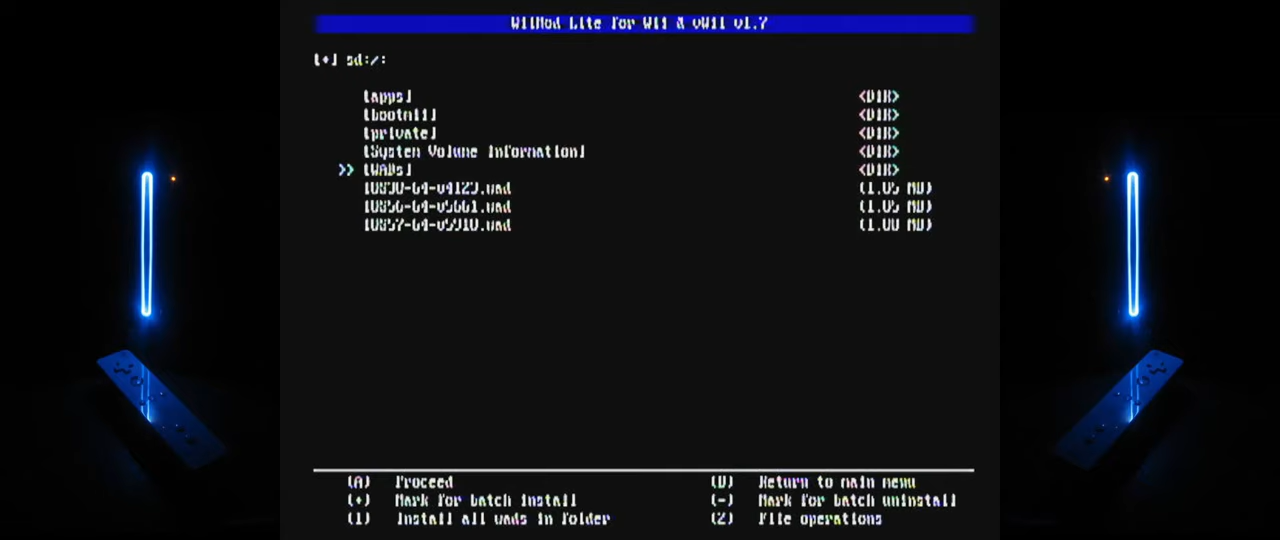 WiiMod Lite for Wii & vWii v1.7
[+] sd:/:
[apps] <DIR>
[bootmii] <DIR>
[private] <DIR>
[System Volume Information] <DIR>
>> [WADs] <DIR>
IOS30-64-v4123.wad (1.05 MB)
IOS56-64-v5661.wad (1.05 MB)
IOS57-64-v5918.wad MB)
(A) Proceed (B) Return to main menu
(+) Mark for batch install (-) Mark for batch uninstall
(1) Install all wads in folder (2) File operations